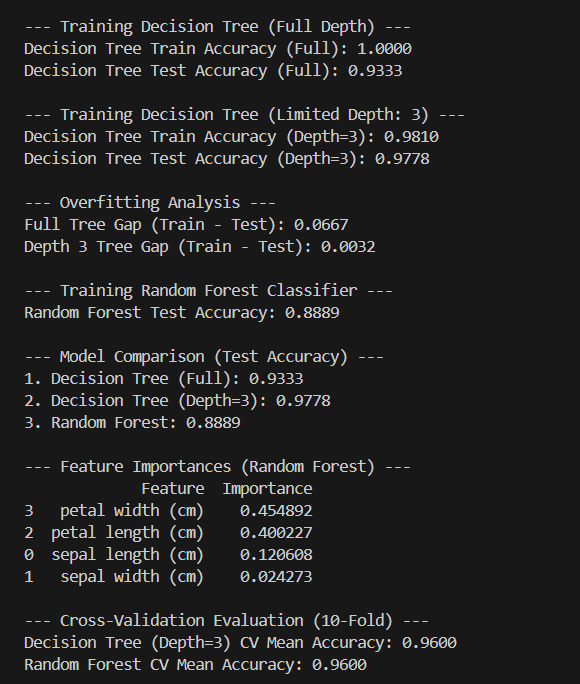 --- Training Decision Tree (Full Depth) ---
Decision Tree Train Accuracy (Full): 1.0000
Decision Tree Test Accuracy (Full): 0.9333
--- Training Decision Tree (Limited Depth: 3) ---
Decision Tree Train Accuracy (Depth=3): 0.9810
Decision Tree Test Accuracy (Depth=3): 0.9778
--- Overfitting Analysis ---
Full Tree Gap (Train - Test): 0.0667
Depth 3 Tree Gap (Train - Test): 0.0032
--- Training Random Forest Classifier ---
Random Forest Test Accuracy: 0.8889
--- Model Comparison (Test Accuracy) ---
1. Decision Tree (Full): 0.9333
2. Decision Tree (Depth=3): 0.9778
3. Random Forest: 0.8889
--- Feature Importances (Random Forest) ---
Feature Importance
3 petal width (cm) 0.454892
2 petal length (cm) 0.400227
0 sepal length (cm) 0.120608
1 sepal width (cm) 0.024273
--- Cross-Validation Evaluation (10-Fold) ---
Decision Tree (Depth=3) CV Mean Accuracy: 0.9600
Random Forest CV Mean Accuracy: 0.9600